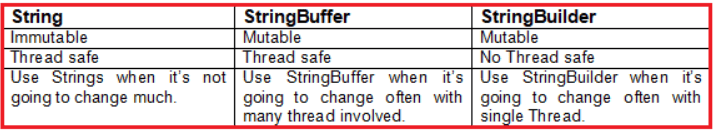 String StringBuffer StringBuilder
Immutable Mutable Mutable
Thread safe Thread safe No Thread safe
Use Strings when it's not Use StringBuffer when it's Use StringBuilder when it's
going to change much. going to change often with going to change often with
many thread involved. single Thread.